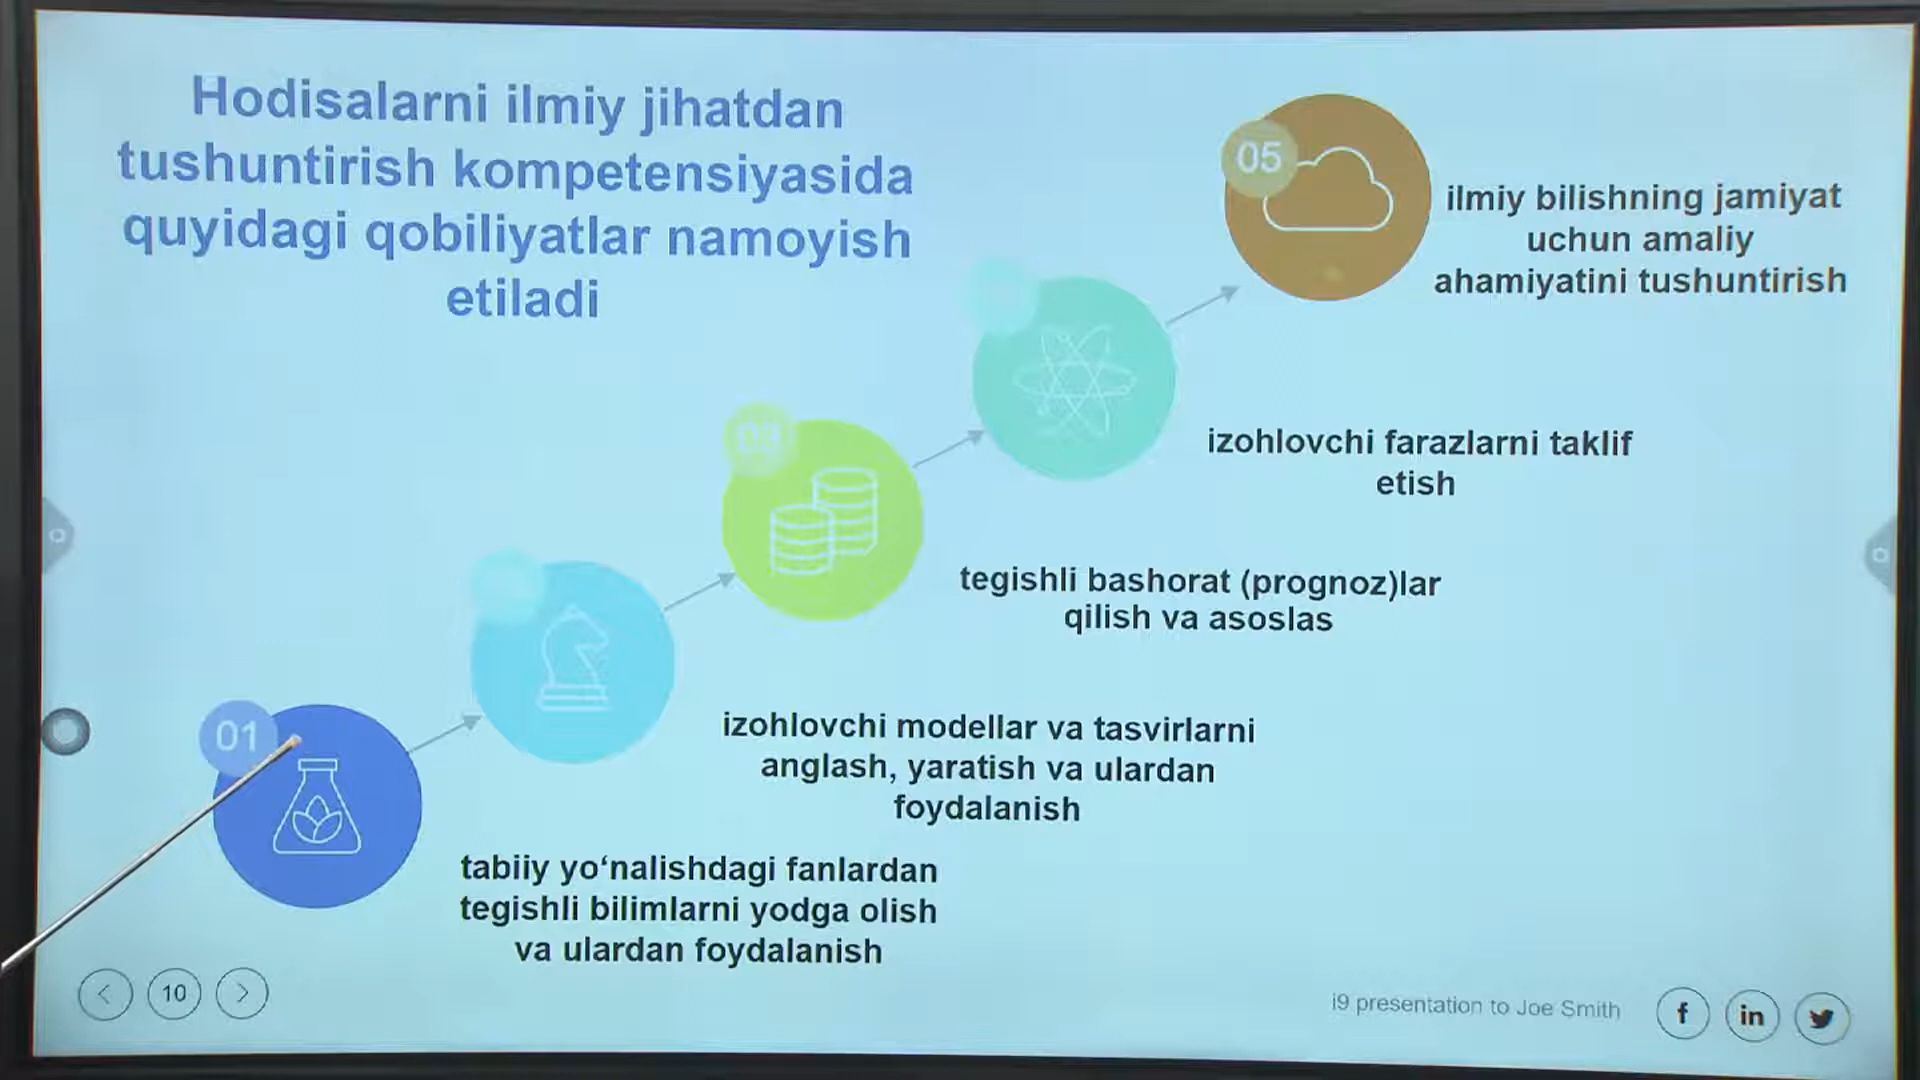 Hodisalarni ilmiy jihatdan
tushuntirish kompetensiyasida
quyidagi qobiliyatlar namoyish
etiladi
01
tabiiy yo‘nalishdagi fanlardan
tegishli bilimlarni yodga olish
va ulardan foydalanish
izohlovchi modellar va tasvirlarni
anglash, yaratish va ulardan
foydalanish
03
tegishli bashorat (prognoz)lar
qilish va asoslas
izohlovchi farazlarni taklif
etish
05
ilmiy bilishning jamiyat
uchun amaliy
ahamiyatini tushuntirish
10
i9 presentation to Joe Smith
f
in